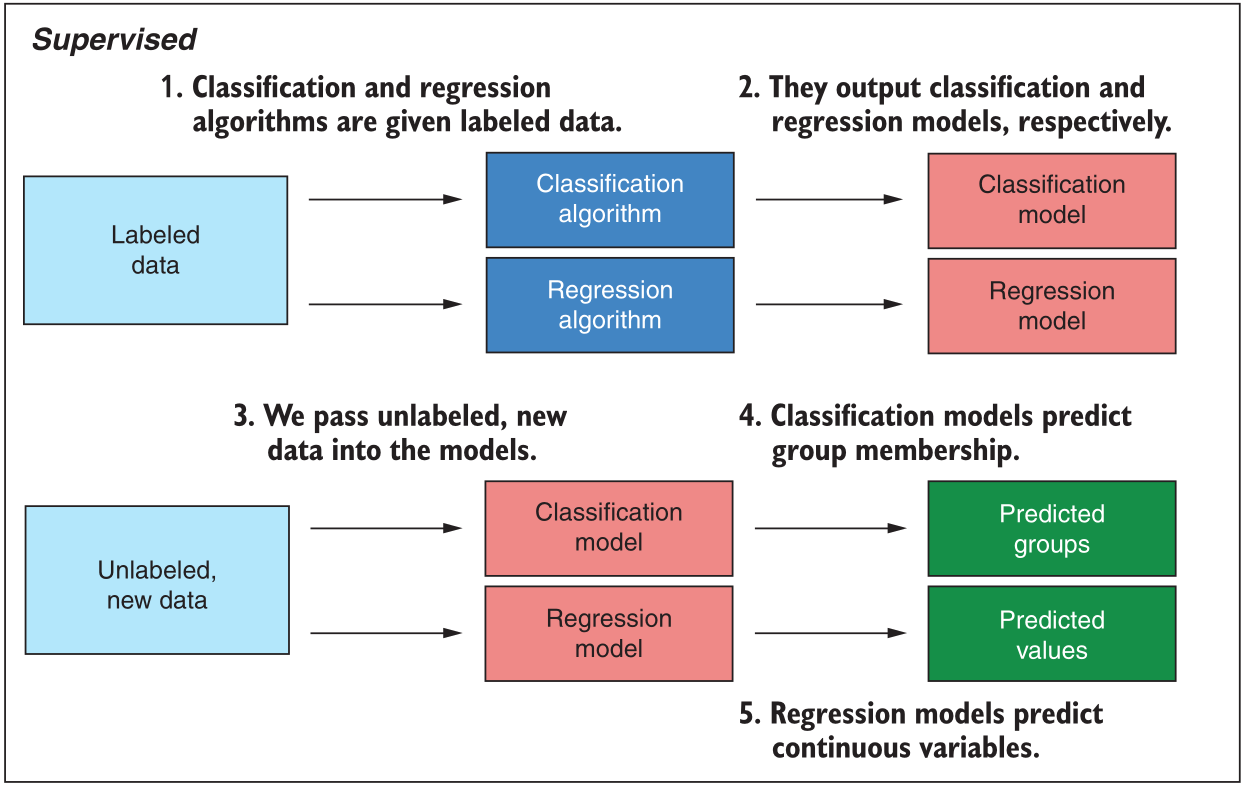 Supervised
1. Classification and regression
algorithms are given labeled data.
2. They output classification and
regression models, respectively.
Labeled
data
Classification
algorithm
Classification
model
Regression
algorithm
Regression
model
3. We pass unlabeled, new
data into the models.
4. Classification models predict
group membership.
Unlabeled,
new data
Classification
model
Predicted
groups
Regression
model
Predicted
values
5. Regression models predict
continuous variables.